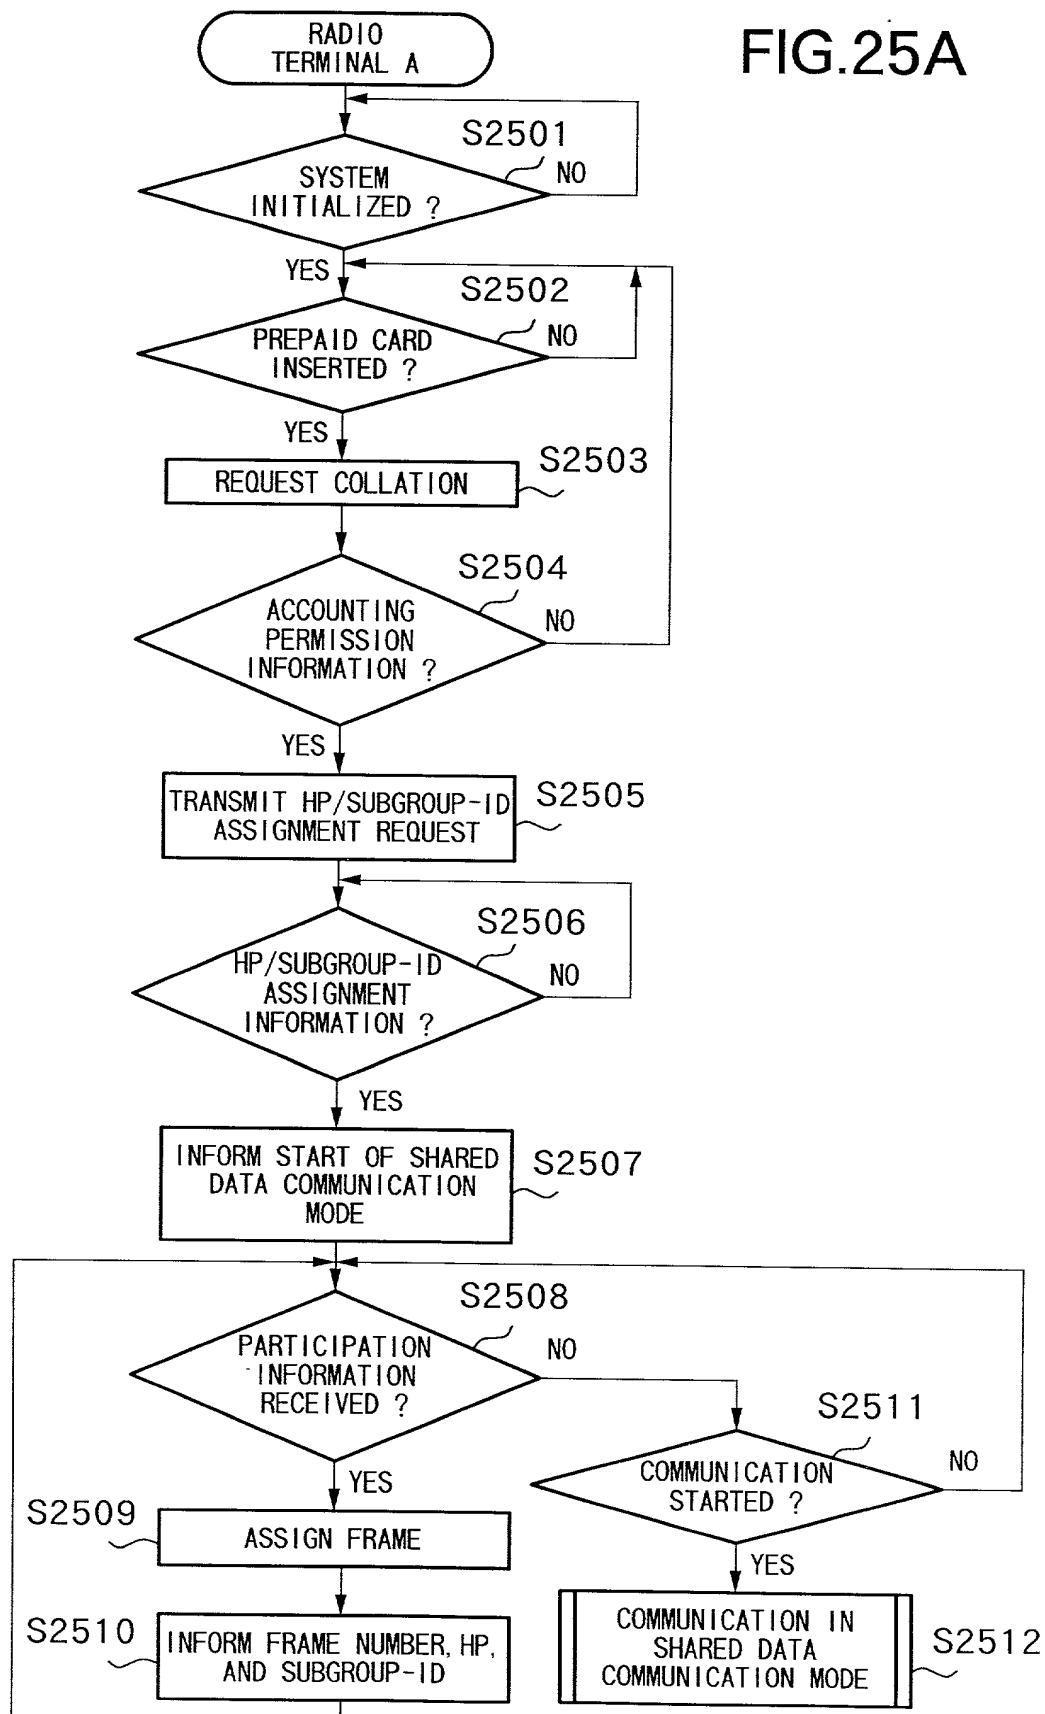 RADIO
TERMINAL A
FIG.25A
S2501
SYSTEM
INITIALIZED ?
NO
YES
S2502
PREPAID CARD
INSERTED ?
NO
YES
S2503
REQUEST COLLATION
S2504
ACCOUNTING
PERMISSION
INFORMATION ?
NO
YES
TRANSMIT HP/SUBGROUP-ID
ASSIGNMENT REQUEST
S2505
S2506
HP/SUBGROUP-ID
ASSIGNMENT
INFORMATION ?
NO
YES
INFORM START OF SHARED
DATA COMMUNICATION
MODE
S2507
S2508
PARTICIPATION
INFORMATION
RECEIVED ?
NO
S2511
COMMUNICATION
STARTED ?
NO
YES
S2509
ASSIGN FRAME
YES
S2510
INFORM FRAME NUMBER, HP,
AND SUBGROUP-ID
COMMUNICATION IN
SHARED DATA
COMMUNICATION MODE
S2512